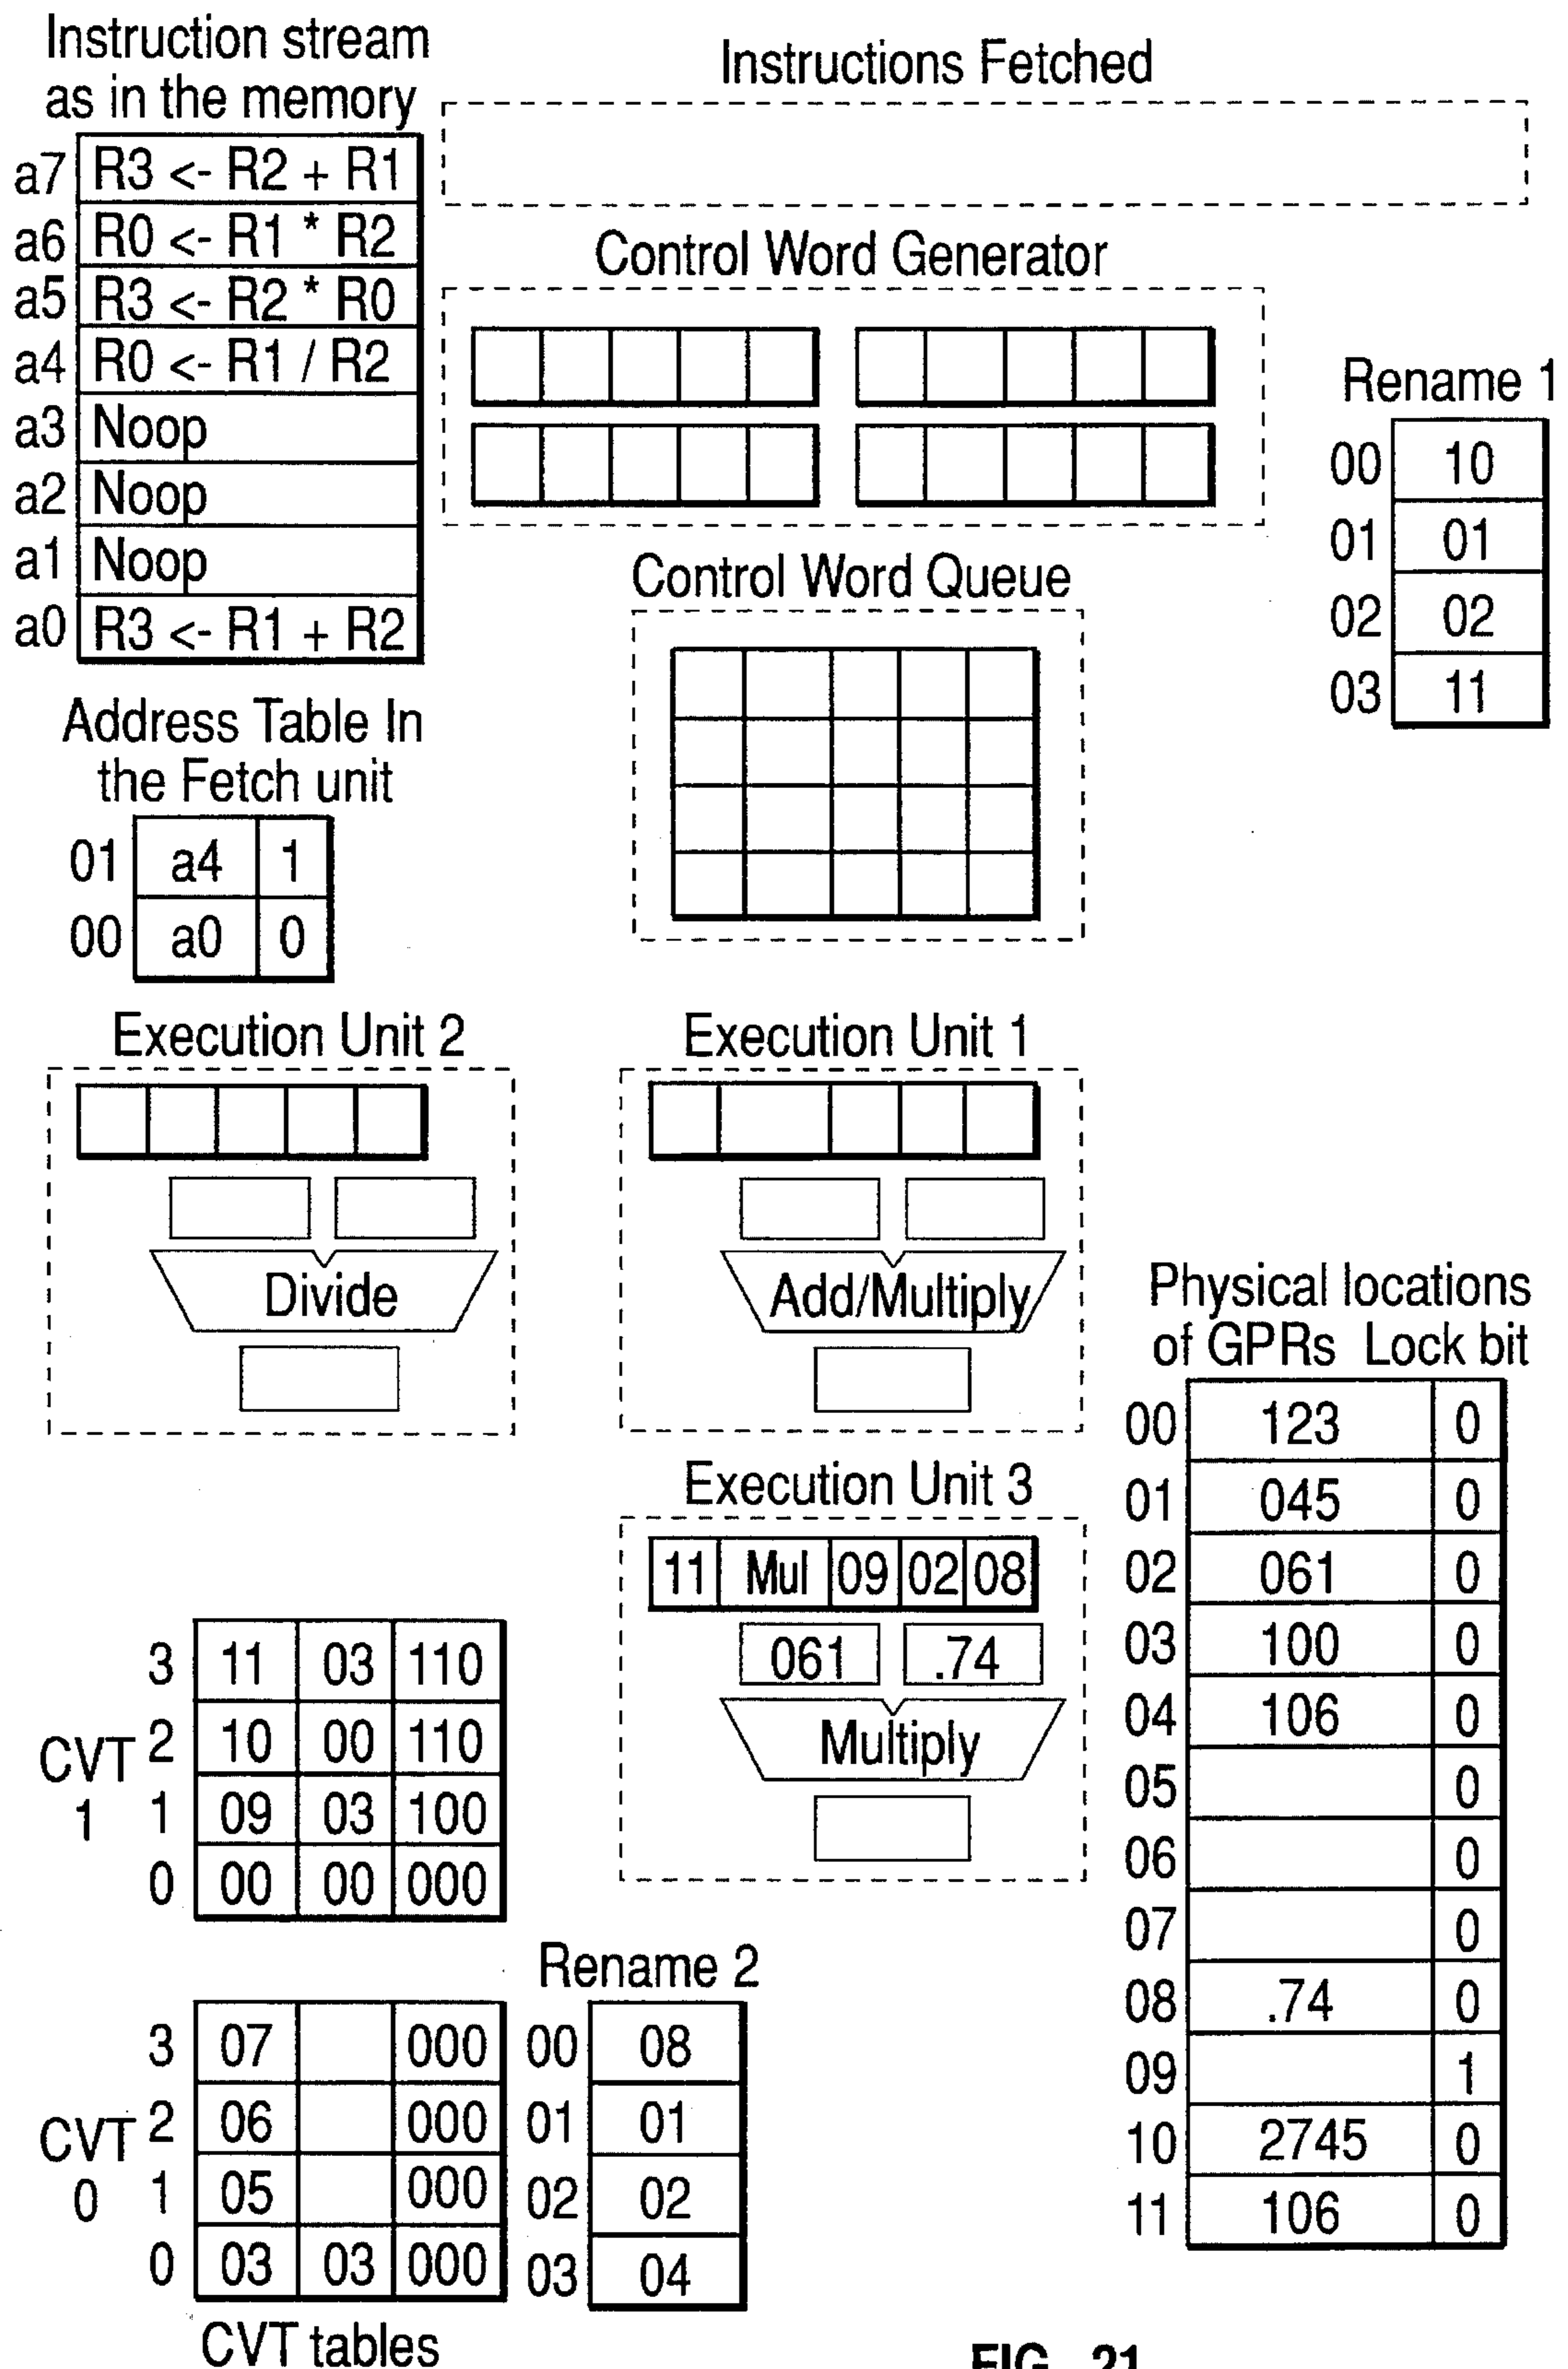 Instruction stream
as in the memory
a7 R3 <- R2 + R1
a6 R0 <- R1 * R2
a5 R3 <- R2 * R0
a4 R0 <- R1 / R2
a3 Noop
a2 Noop
a1 Noop
a0 R3 <- R1 + R2
Instructions Fetched
Control Word Generator
Rename 1
00 10
01 01
02 02
03 11
Control Word Queue
Address Table In
the Fetch unit
01 a4 1
00 a0 0
Execution Unit 2
Divide
Execution Unit 1
Add/Multiply
Execution Unit 3
11 Mul 09 02 08
061 .74
Multiply
Physical locations
of GPRs Lock bit
00 123 0
01 045 0
02 061 0
03 100 0
04 106 0
05 0
06 0
07 0
08 .74 0
09 1
10 2745 0
11 106 0
CVT
1
3 11 03 110
2 10 00 110
1 09 03 100
0 00 00 000
CVT
0
3 07 000
2 06 000
1 05 000
0 03 03 000
CVT tables
Rename 2
00 08
01 01
02 02
03 04
FIG. 21